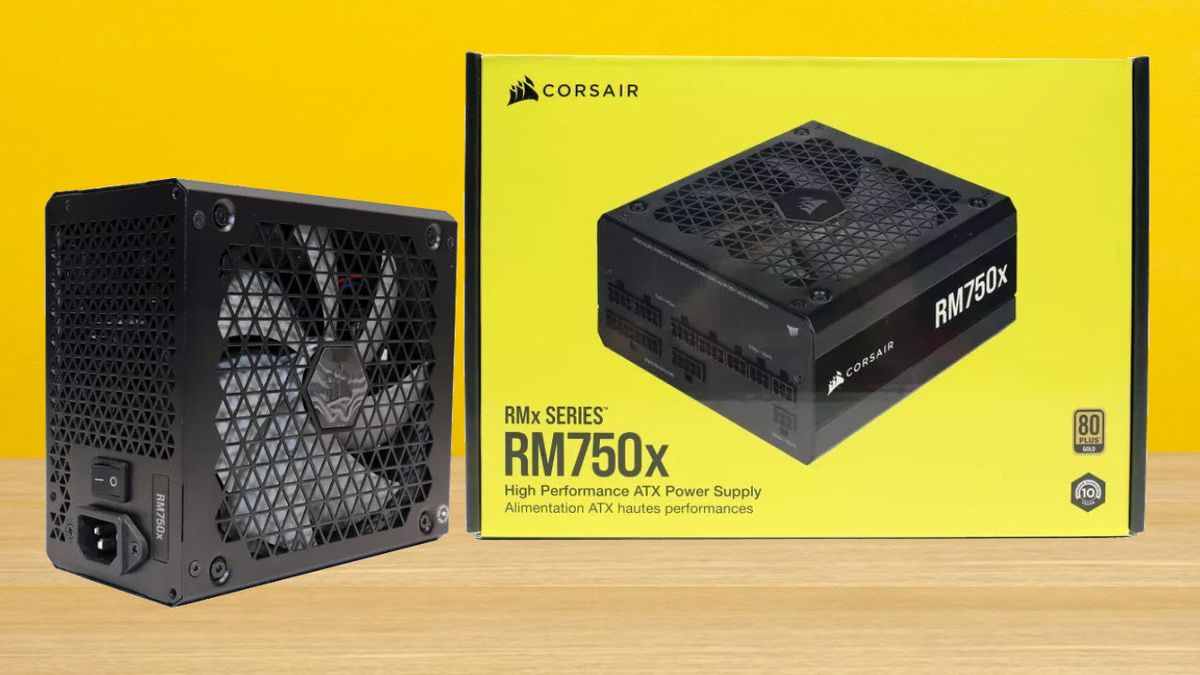 RM750x
CORSAIR
RM750x
CORSAIR
RMx SERIES™
RM750x
High Performance ATX Power Supply
Alimentation ATX hautes performances
80
PLUS
GOLD
10